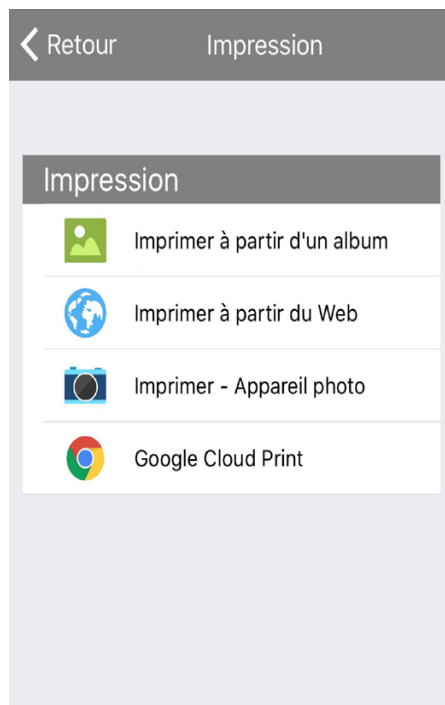 Retour Impression
Impression
Imprimer à partir d'un album
Imprimer à partir du Web
Imprimer - Appareil photo
Google Cloud Print